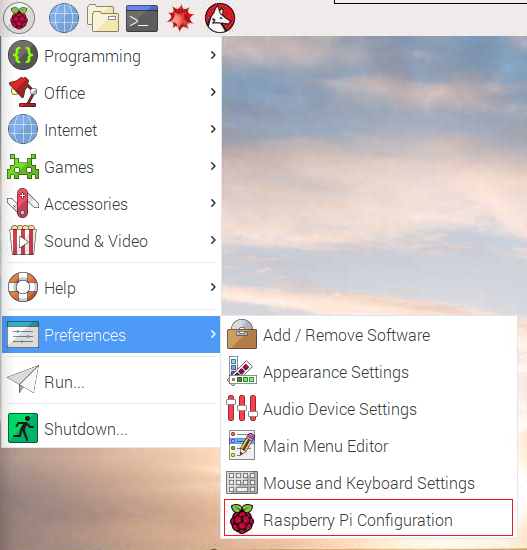 Programming
Office
Internet
Games
Accessories
Sound & Video
Help
Preferences
Run...
Shutdown...
Add / Remove Software
Appearance Settings
Audio Device Settings
Main Menu Editor
Mouse and Keyboard Settings
Raspberry Pi Configuration